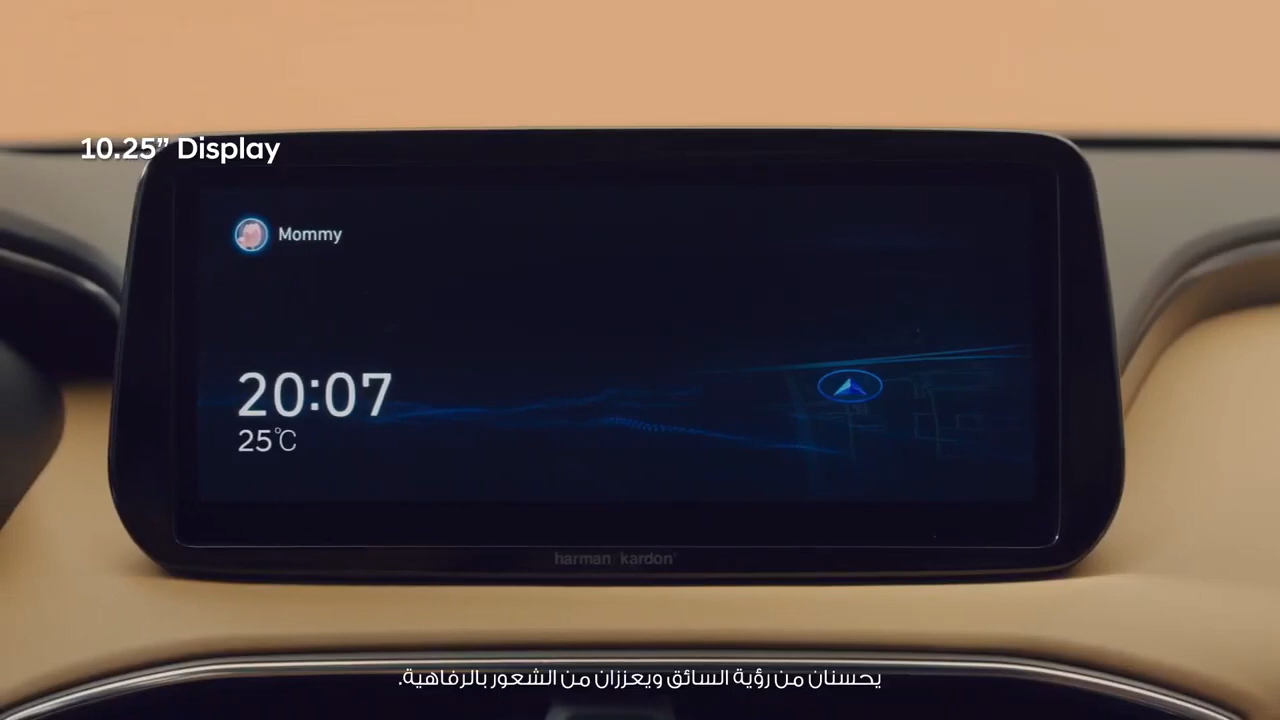 10.25” Display
Mommy
20:07
25℃
harman/kardon®
يحسنان من رؤية السائق ويعززان من الشعور بالرفاهية.